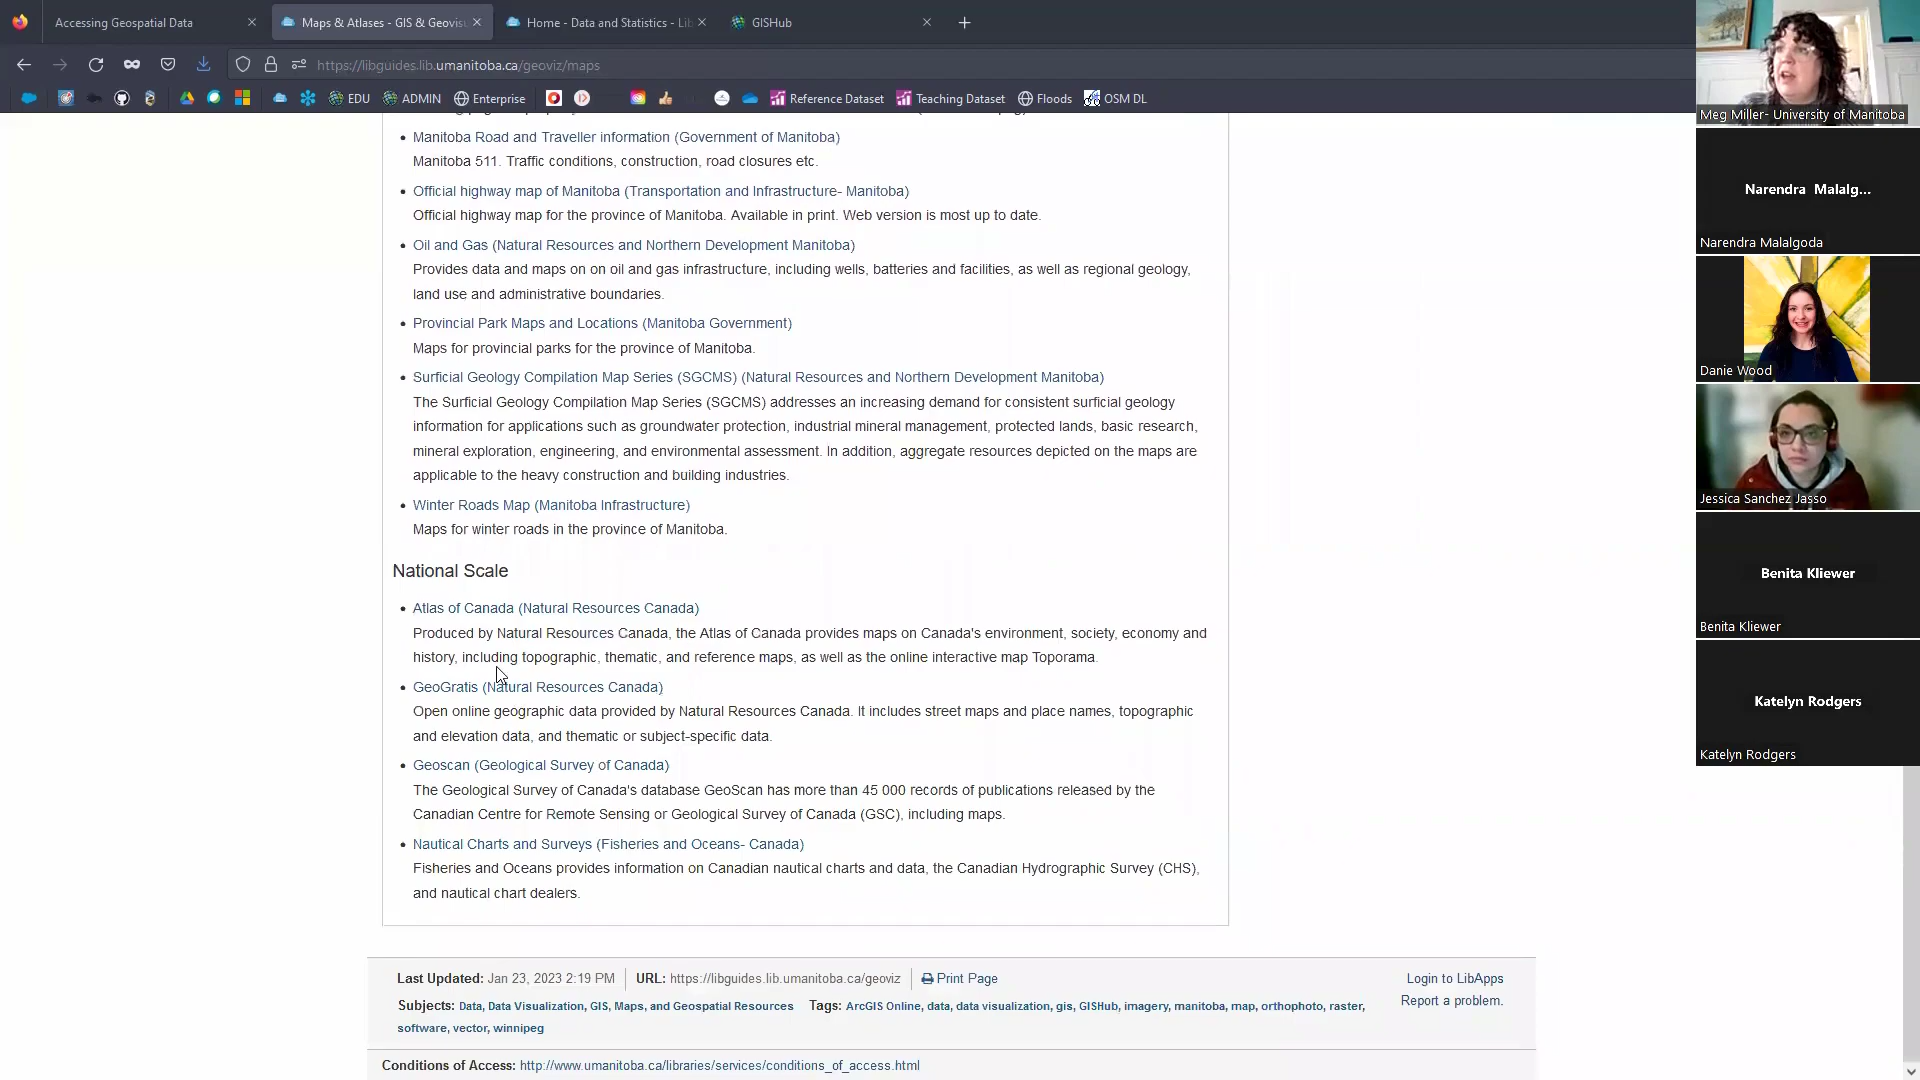 Accessing Geospatial Data
Maps & Atlases - GIS & Geovisu
Home - Data and Statistics - Lib
GISHub
https://libguides.lib.umanitoba.ca/geoviz/maps
EDU
ADMIN
Enterprise
Reference Dataset
Teaching Dataset
Floods
OSM DL
Manitoba Road and Traveller information (Government of Manitoba)
Manitoba 511. Traffic conditions, construction, road closures etc.
Official highway map of Manitoba (Transportation and Infrastructure- Manitoba)
Official highway map for the province of Manitoba. Available in print. Web version is most up to date.
Oil and Gas (Natural Resources and Northern Development Manitoba)
Provides data and maps on on oil and gas infrastructure, including wells, batteries and facilities, as well as regional geology,
land use and administrative boundaries.
Provincial Park Maps and Locations (Manitoba Government)
Maps for provincial parks for the province of Manitoba.
Surficial Geology Compilation Map Series (SGCMS) (Natural Resources and Northern Development Manitoba)
The Surficial Geology Compilation Map Series (SGCMS) addresses an increasing demand for consistent surficial geology
information for applications such as groundwater protection, industrial mineral management, protected lands, basic research,
mineral exploration, engineering, and environmental assessment. In addition, aggregate resources depicted on the maps are
applicable to the heavy construction and building industries.
Winter Roads Map (Manitoba Infrastructure)
Maps for winter roads in the province of Manitoba.
National Scale
Atlas of Canada (Natural Resources Canada)
Produced by Natural Resources Canada, the Atlas of Canada provides maps on Canada's environment, society, economy and
history, including topographic, thematic, and reference maps, as well as the online interactive map Toporama.
GeoGratis (Natural Resources Canada)
Open online geographic data provided by Natural Resources Canada. It includes street maps and place names, topographic
and elevation data, and thematic or subject-specific data.
Geoscan (Geological Survey of Canada)
The Geological Survey of Canada's database GeoScan has more than 45 000 records of publications released by the
Canadian Centre for Remote Sensing or Geological Survey of Canada (GSC), including maps.
Nautical Charts and Surveys (Fisheries and Oceans- Canada)
Fisheries and Oceans provides information on Canadian nautical charts and data, the Canadian Hydrographic Survey (CHS),
and nautical chart dealers.
Last Updated: Jan 23, 2023 2:19 PM
URL: https://libguides.lib.umanitoba.ca/geoviz
Print Page
Login to LibApps
Report a problem.
Subjects: Data, Data Visualization, GIS, Maps, and Geospatial Resources
Tags: ArcGIS Online, data, data visualization, gis, GISHub, imagery, manitoba, map, orthophoto, raster,
software, vector, winnipeg
Conditions of Access: http://www.umanitoba.ca/libraries/services/conditions_of_access.html
Meg Miller- University of Manitoba
Narendra Malalg...
Narendra Malalgoda
Danie Wood
Jessica Sanchez Jasso
Benita Kliewer
Benita Kliewer
Katelyn Rodgers
Katelyn Rodgers